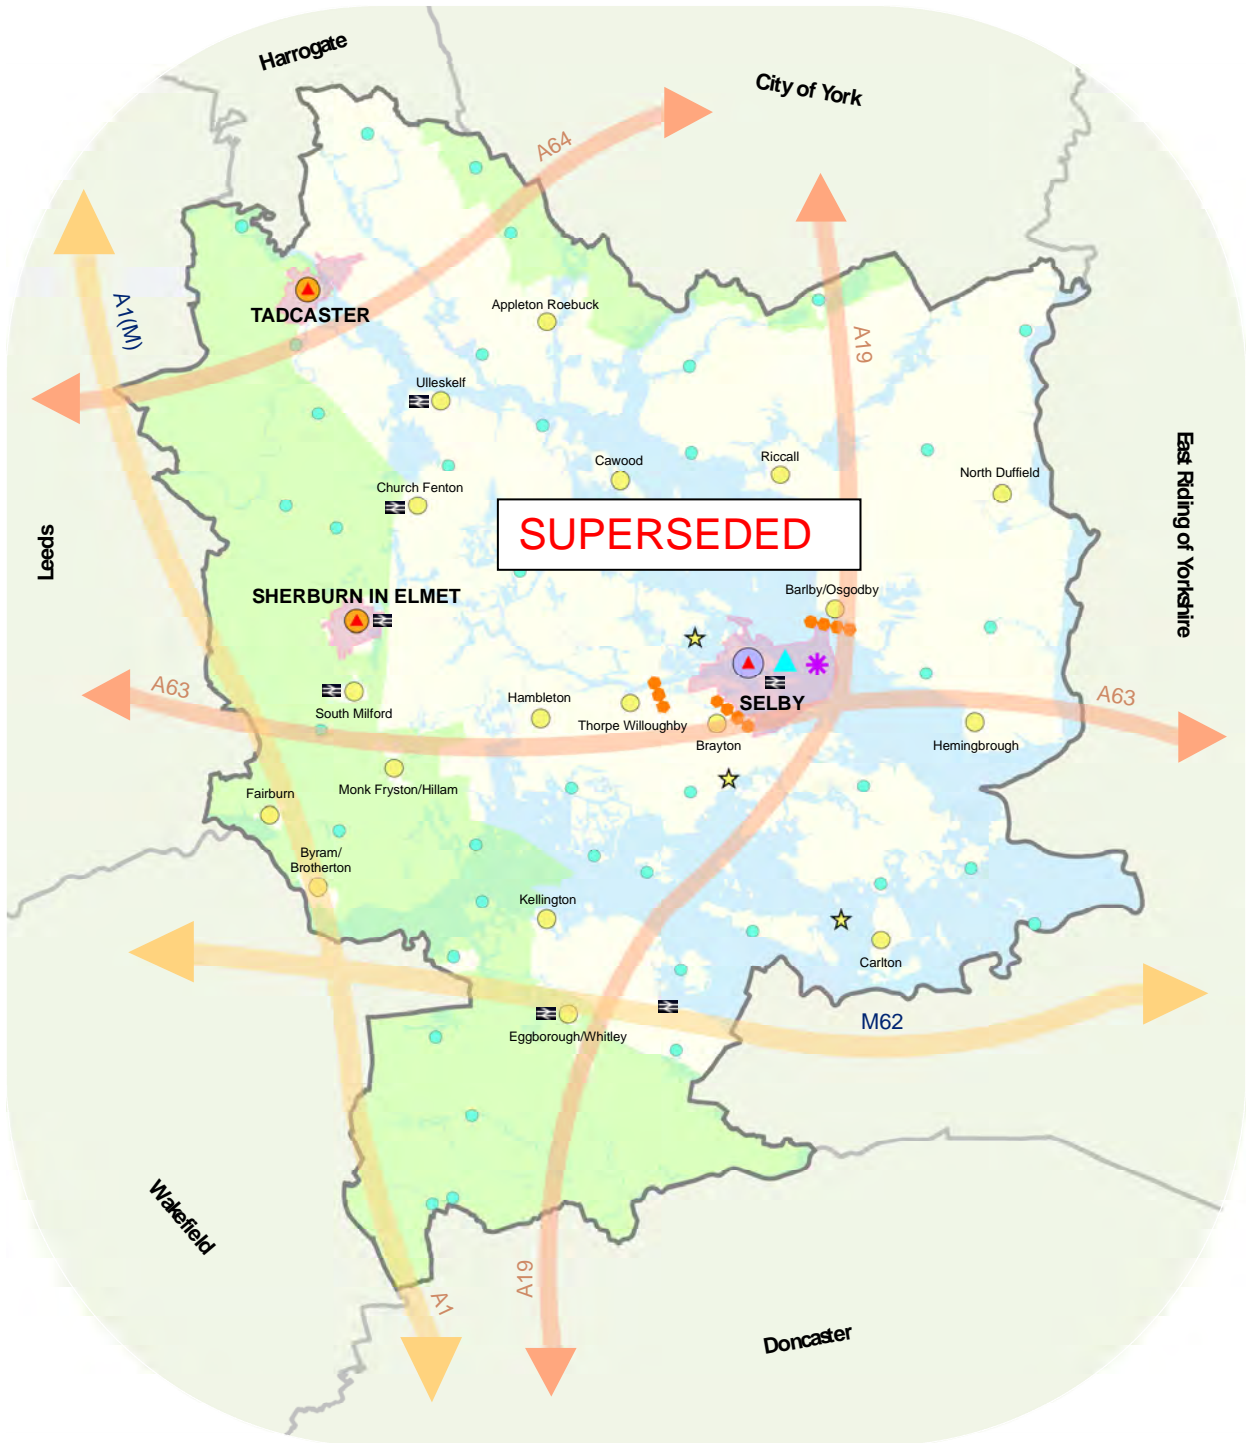 Harrogate
City of York
A64
A1(M)
TADCASTER
Appleton Roebuck
A19
Ulleskelf
East Riding of Yorkshire
Cawood
Riccall
North Duffield
Church Fenton
Leeds
SUPERSEDED
SHERBURN IN ELMET
Barlby/Osgodby
A63
South Milford
Hambleton
Thorpe Willoughby
SELBY
Brayton
A63
Hemingbrough
Monk Fryston/Hillam
Fairburn
Byram/
Brotherton
Kellington
Carlton
M62
Eggborough/Whitley
Wakefield
A19
A1
Doncaster